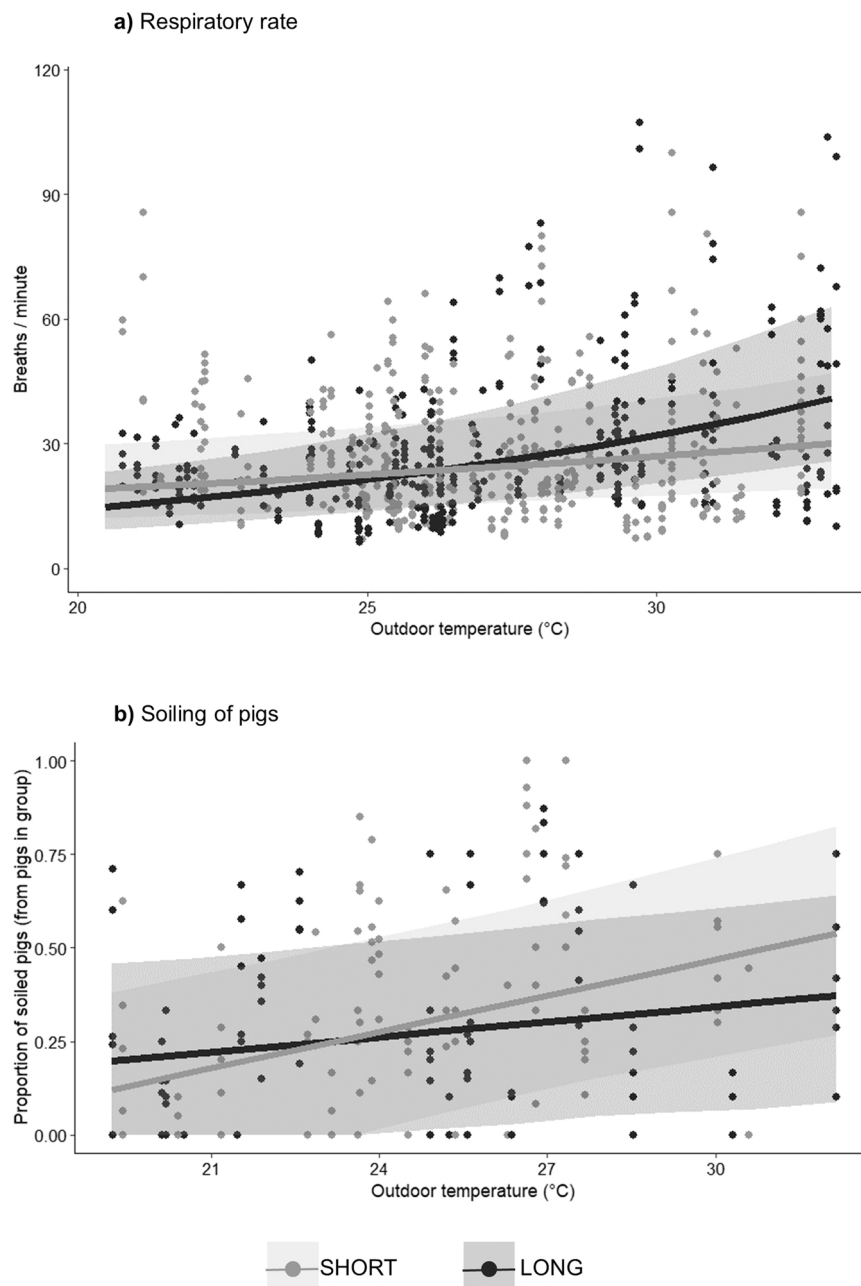 a) Respiratory rate
120
90
60
30
0
Breaths / minute
20
25
30
Outdoor temperature (°C)
b) Soiling of pigs
1.00
0.75
0.50
0.25
0.00
Proportion of soiled pigs (from pigs in group)
21
24
27
30
Outdoor temperature (°C)
SHORT
LONG